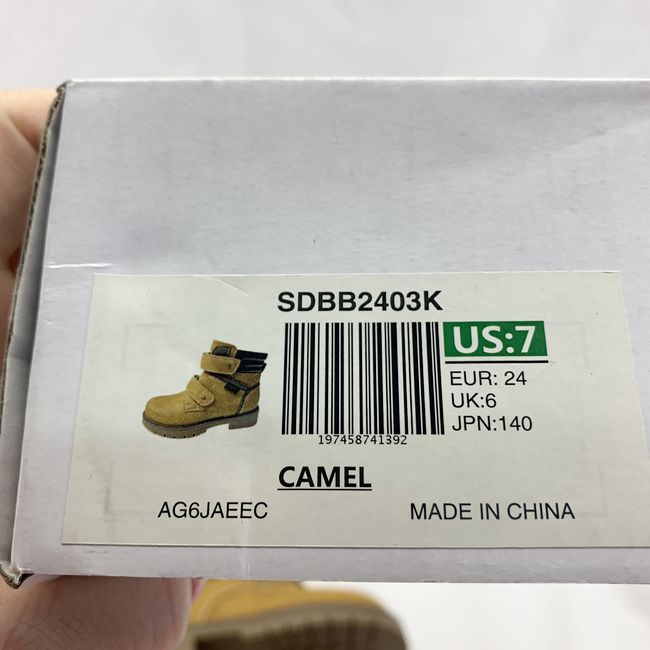 SDBB2403K
US:7
EUR: 24
UK:6
JPN:140
197458741392
CAMEL
AG6JAEEC
MADE IN CHINA